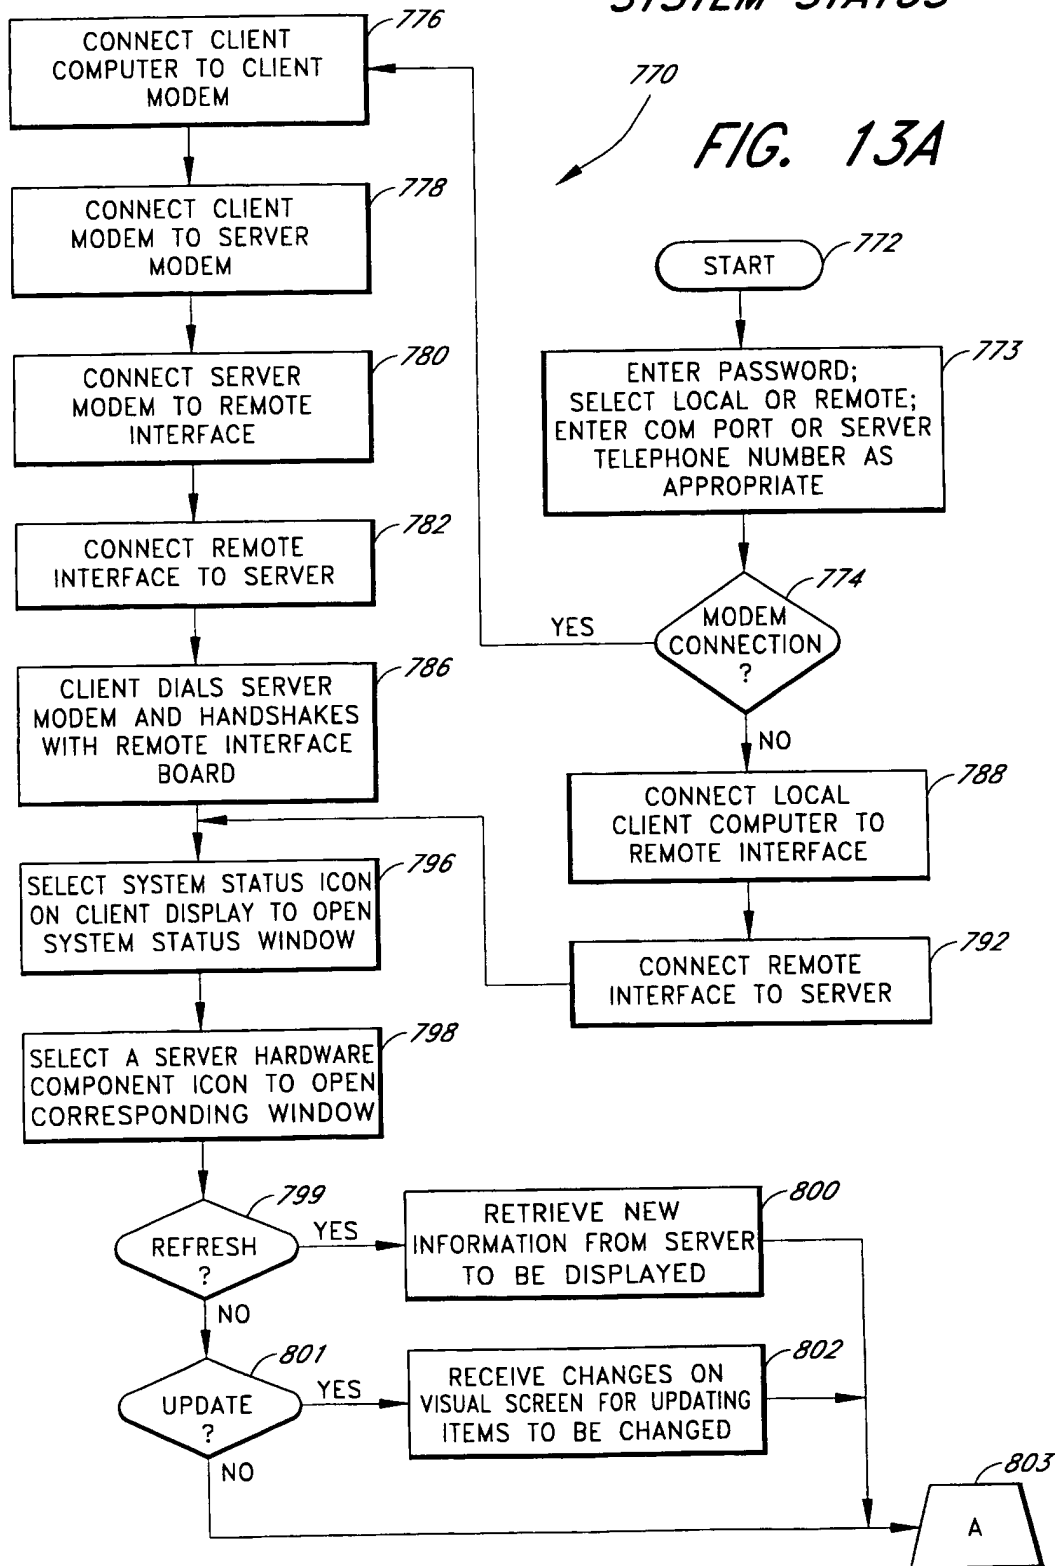 SYSTEM STATUS
FIG. 13A
770
772
START
773
ENTER PASSWORD;
SELECT LOCAL OR REMOTE;
ENTER COM PORT OR SERVER
TELEPHONE NUMBER AS
APPROPRIATE
774
MODEM
CONNECTION
?
YES
NO
776
CONNECT CLIENT
COMPUTER TO CLIENT
MODEM
778
CONNECT CLIENT
MODEM TO SERVER
MODEM
780
CONNECT SERVER
MODEM TO REMOTE
INTERFACE
782
CONNECT REMOTE
INTERFACE TO SERVER
786
CLIENT DIALS SERVER
MODEM AND HANDSHAKES
WITH REMOTE INTERFACE
BOARD
788
CONNECT LOCAL
CLIENT COMPUTER TO
REMOTE INTERFACE
792
CONNECT REMOTE
INTERFACE TO SERVER
796
SELECT SYSTEM STATUS ICON
ON CLIENT DISPLAY TO OPEN
SYSTEM STATUS WINDOW
798
SELECT A SERVER HARDWARE
COMPONENT ICON TO OPEN
CORRESPONDING WINDOW
799
REFRESH
?
YES
NO
800
RETRIEVE NEW
INFORMATION FROM SERVER
TO BE DISPLAYED
801
UPDATE
?
YES
NO
802
RECEIVE CHANGES ON
VISUAL SCREEN FOR UPDATING
ITEMS TO BE CHANGED
803
A